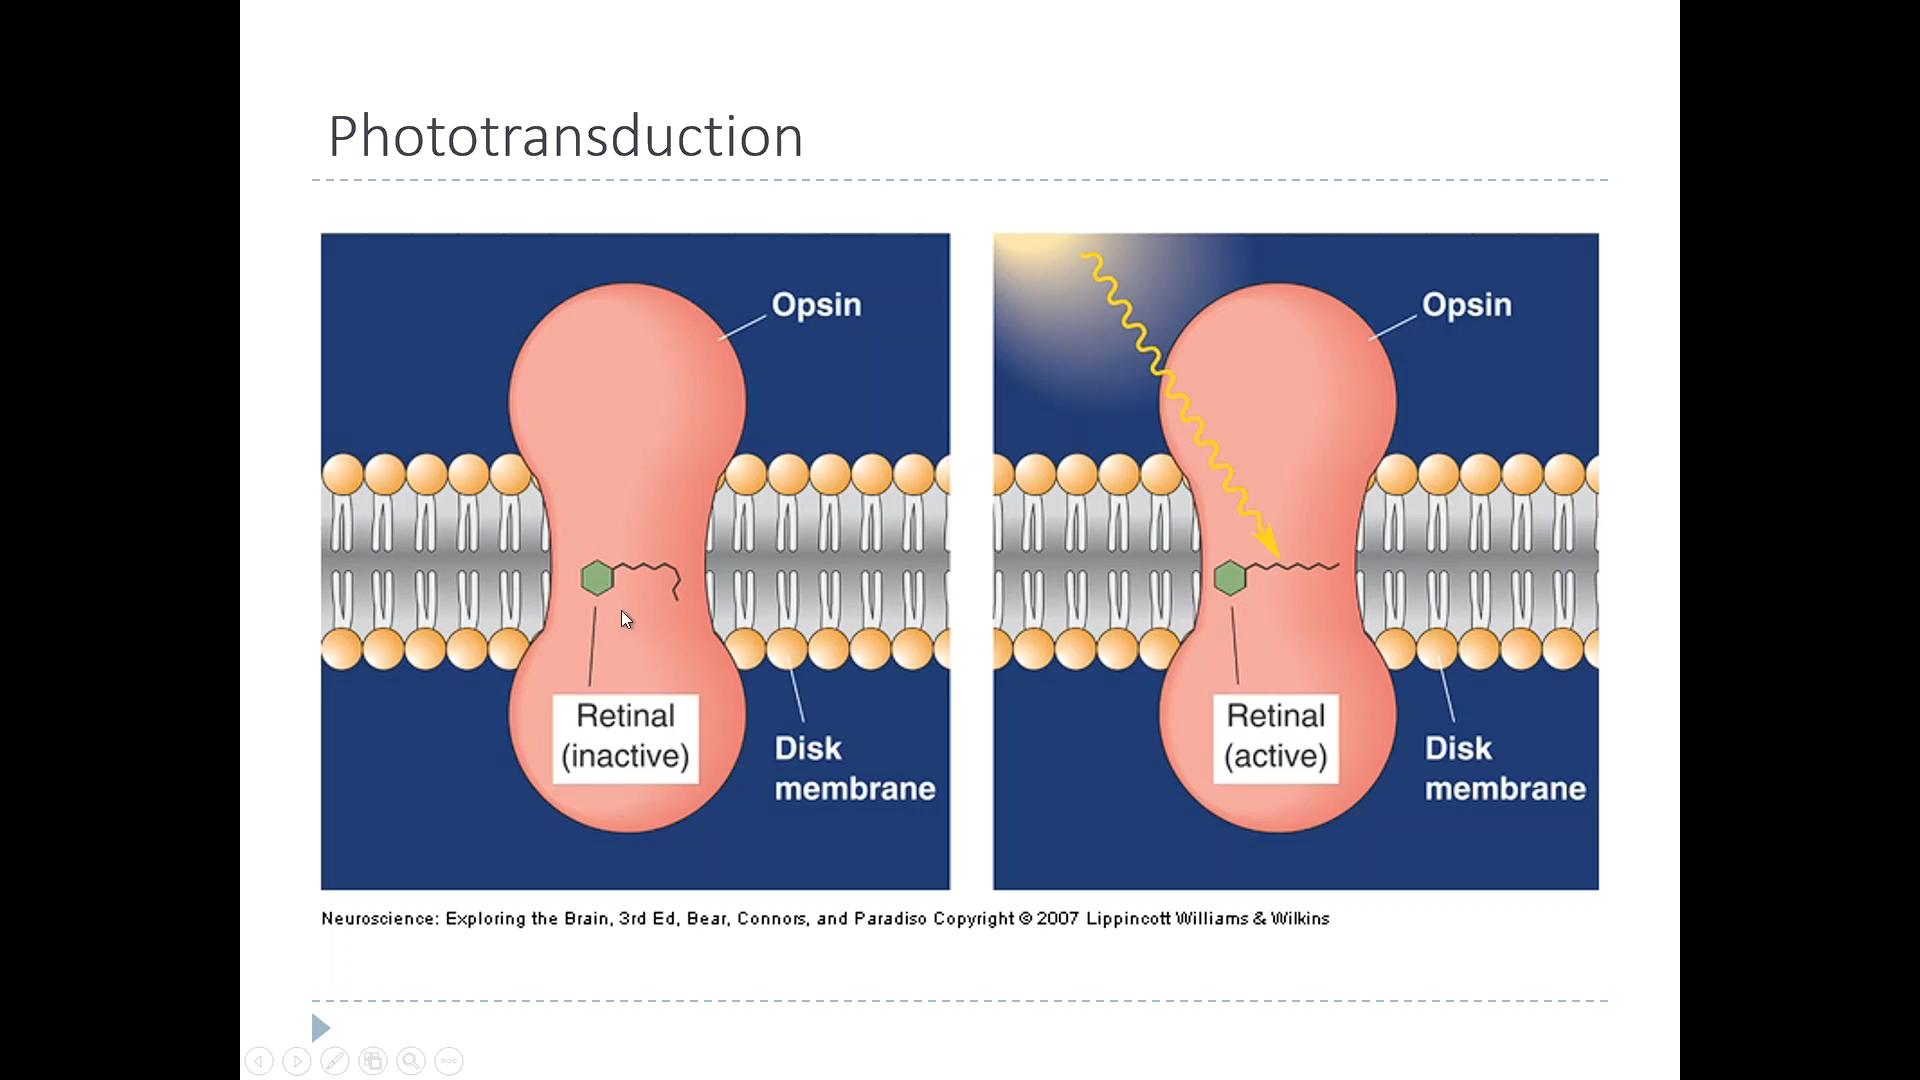 Phototransduction
Opsin
Retinal
(inactive)
Disk
membrane
Opsin
Retinal
(active)
Disk
membrane
Neuroscience: Exploring the Brain, 3rd Ed, Bear, Connors, and Paradiso Copyright © 2007 Lippincott Williams & Wilkins